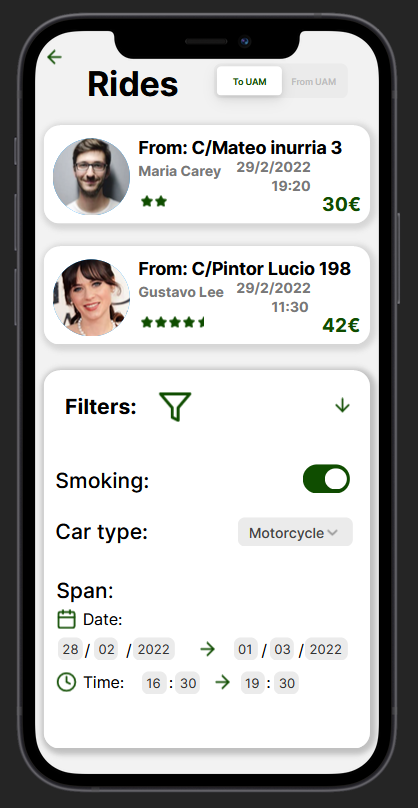 Rides
To UAM From UAM
From: C/Mateo inurria 3
Maria Carey 29/2/2022
19:20
30€
From: C/Pintor Lucio 198
Gustavo Lee 29/2/2022
11:30
42€
Filters:
Smoking:
Car type: Motorcycle
Span:
Date:
28 / 02 / 2022 01 / 03 / 2022
Time: 16 : 30 19 : 30